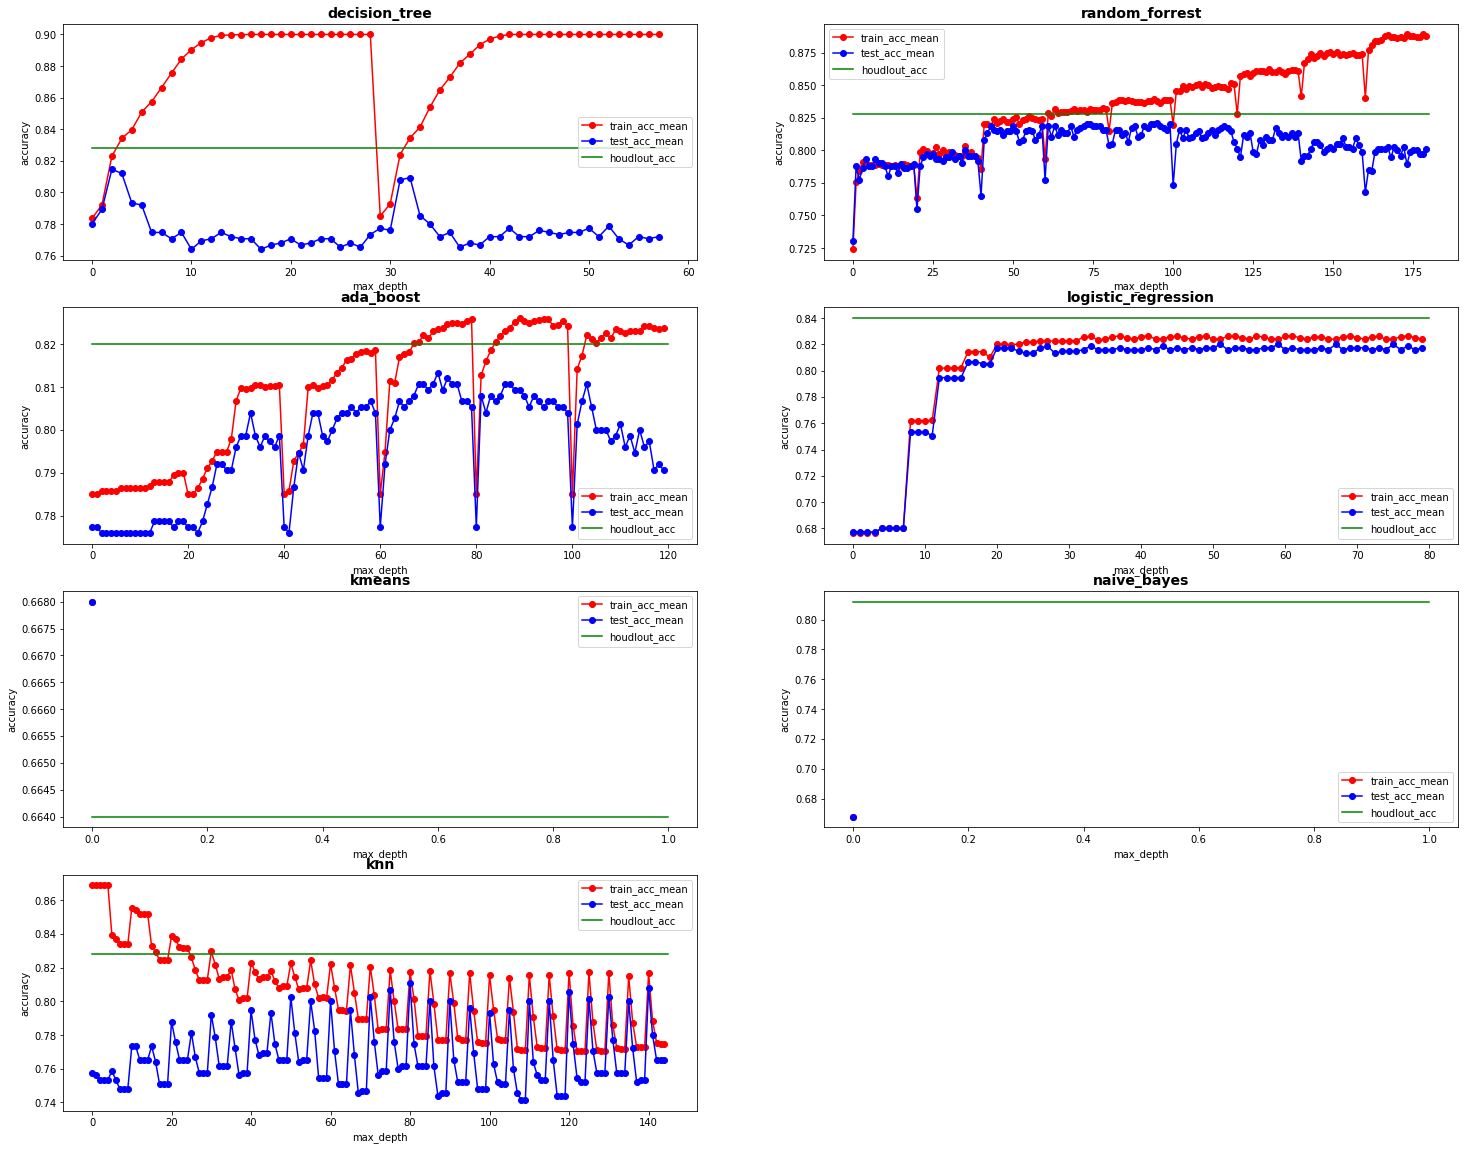 decision_tree
0.90
0.88
0.86
0.84
0.82
0.80
0.78
0.76
accuracy
train_acc_mean
test_acc_mean
houdlout_acc
0 10 20 30 40 50 60
max_depth
random_forrest
0.875
0.850
0.825
0.800
0.775
0.750
0.725
accuracy
train_acc_mean
test_acc_mean
houdlout_acc
0 25 50 75 100 125 150 175
max_depth
ada_boost
0.82
0.81
0.80
0.79
0.78
accuracy
train_acc_mean
test_acc_mean
houdlout_acc
0 20 40 60 80 100 120
max_depth
logistic_regression
0.84
0.82
0.80
0.78
0.76
0.74
0.72
0.70
0.68
accuracy
train_acc_mean
test_acc_mean
houdlout_acc
0 10 20 30 40 50 60 70 80
max_depth
kmeans
0.6680
0.6675
0.6670
0.6665
0.6660
0.6655
0.6650
0.6645
0.6640
accuracy
train_acc_mean
test_acc_mean
houdlout_acc
0.0 0.2 0.4 0.6 0.8 1.0
max_depth
naive_bayes
0.80
0.78
0.76
0.74
0.72
0.70
0.68
accuracy
train_acc_mean
test_acc_mean
houdlout_acc
0.0 0.2 0.4 0.6 0.8 1.0
max_depth
knn
0.86
0.84
0.82
0.80
0.78
0.76
0.74
accuracy
train_acc_mean
test_acc_mean
houdlout_acc
0 20 40 60 80 100 120 140
max_depth